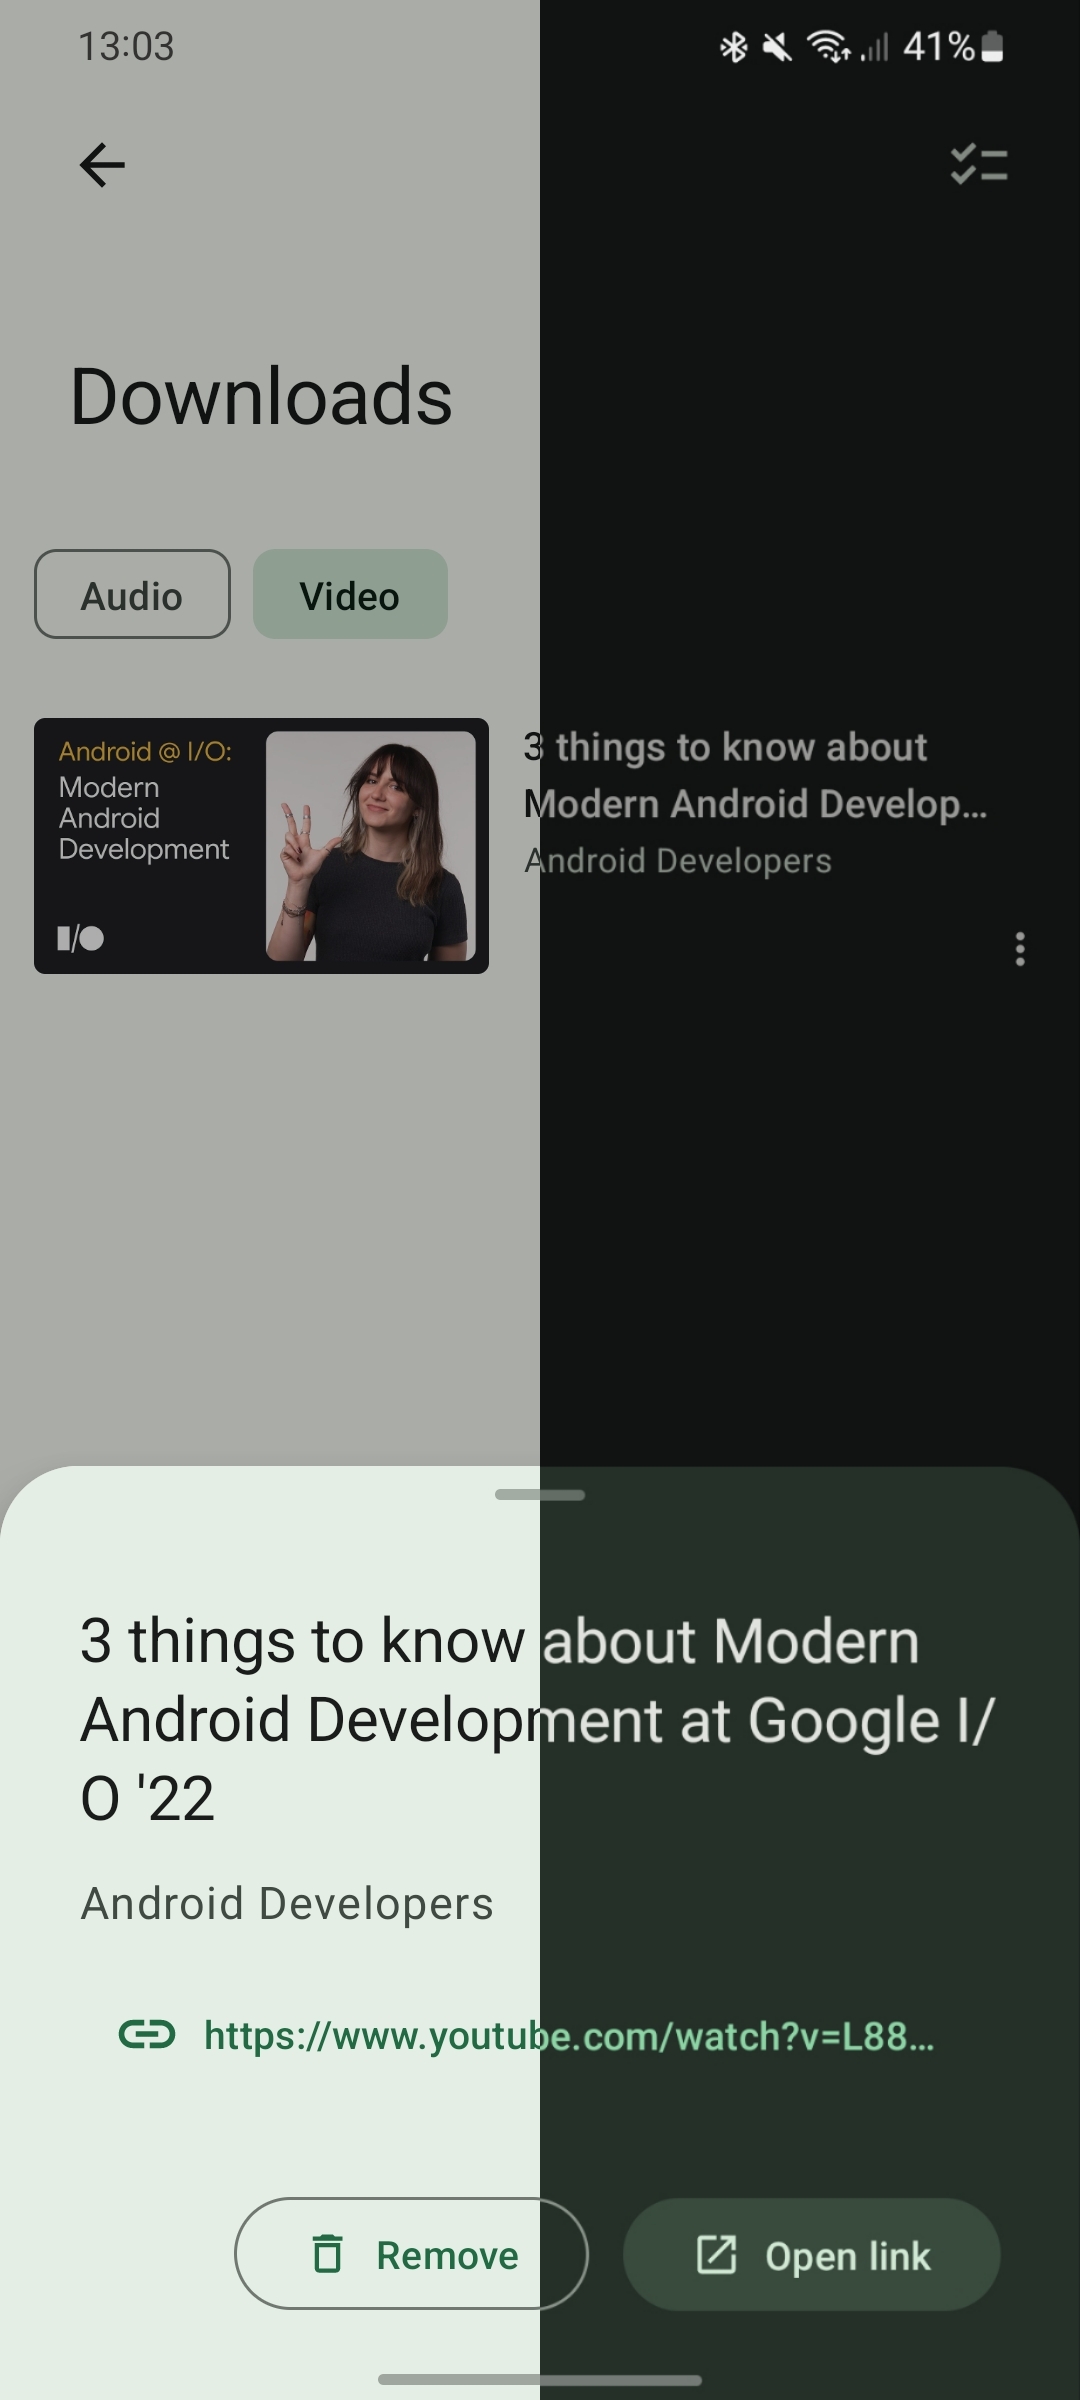 13:03
41%
Downloads
Audio
Video
Android @ I/O:
Modern
Android
Development
I/O
3 things to know about
Modern Android Develop…
Android Developers
3 things to know about Modern
Android Development at Google I/
O '22
Android Developers
https://www.youtube.com/watch?v=L88…
Remove
Open link